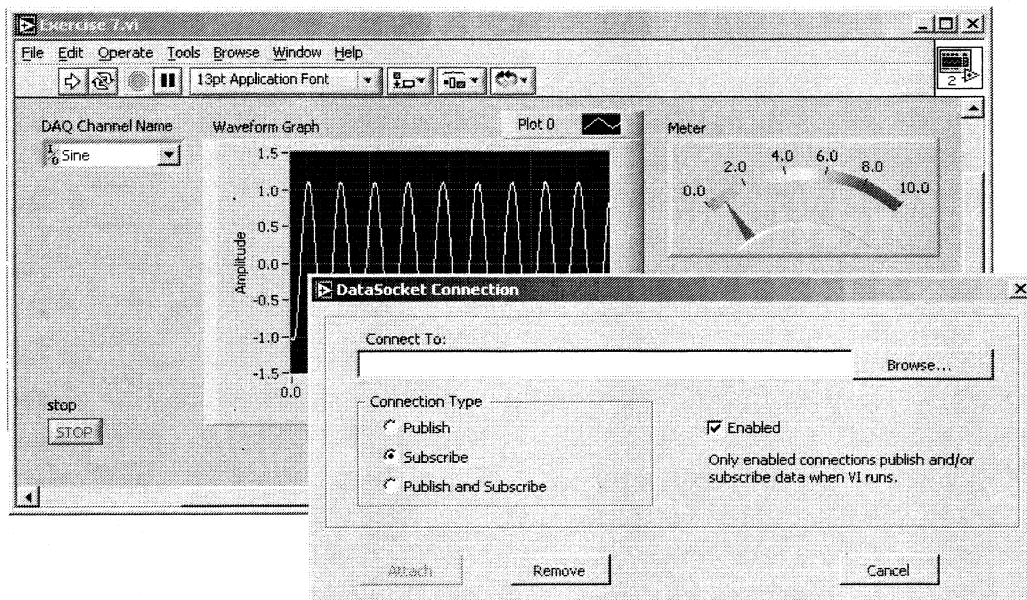 Exercise 7.vi
File Edit Operate Tools Browse Window Help
13pt Application Font
2
DAQ Channel Name
Sine
Waveform Graph
Plot 0
Amplitude
1.5
1.0
0.5
0.0
-0.5
-1.0
-1.5
0.0
Meter
0.0 2.0 4.0 6.0 8.0 10.0
stop
STOP
DataSocket Connection
Connect To:
Browse...
Connection Type
Publish
Subscribe
Publish and Subscribe
Enabled
Only enabled connections publish and/or
subscribe data when VI runs.
Attach Remove Cancel